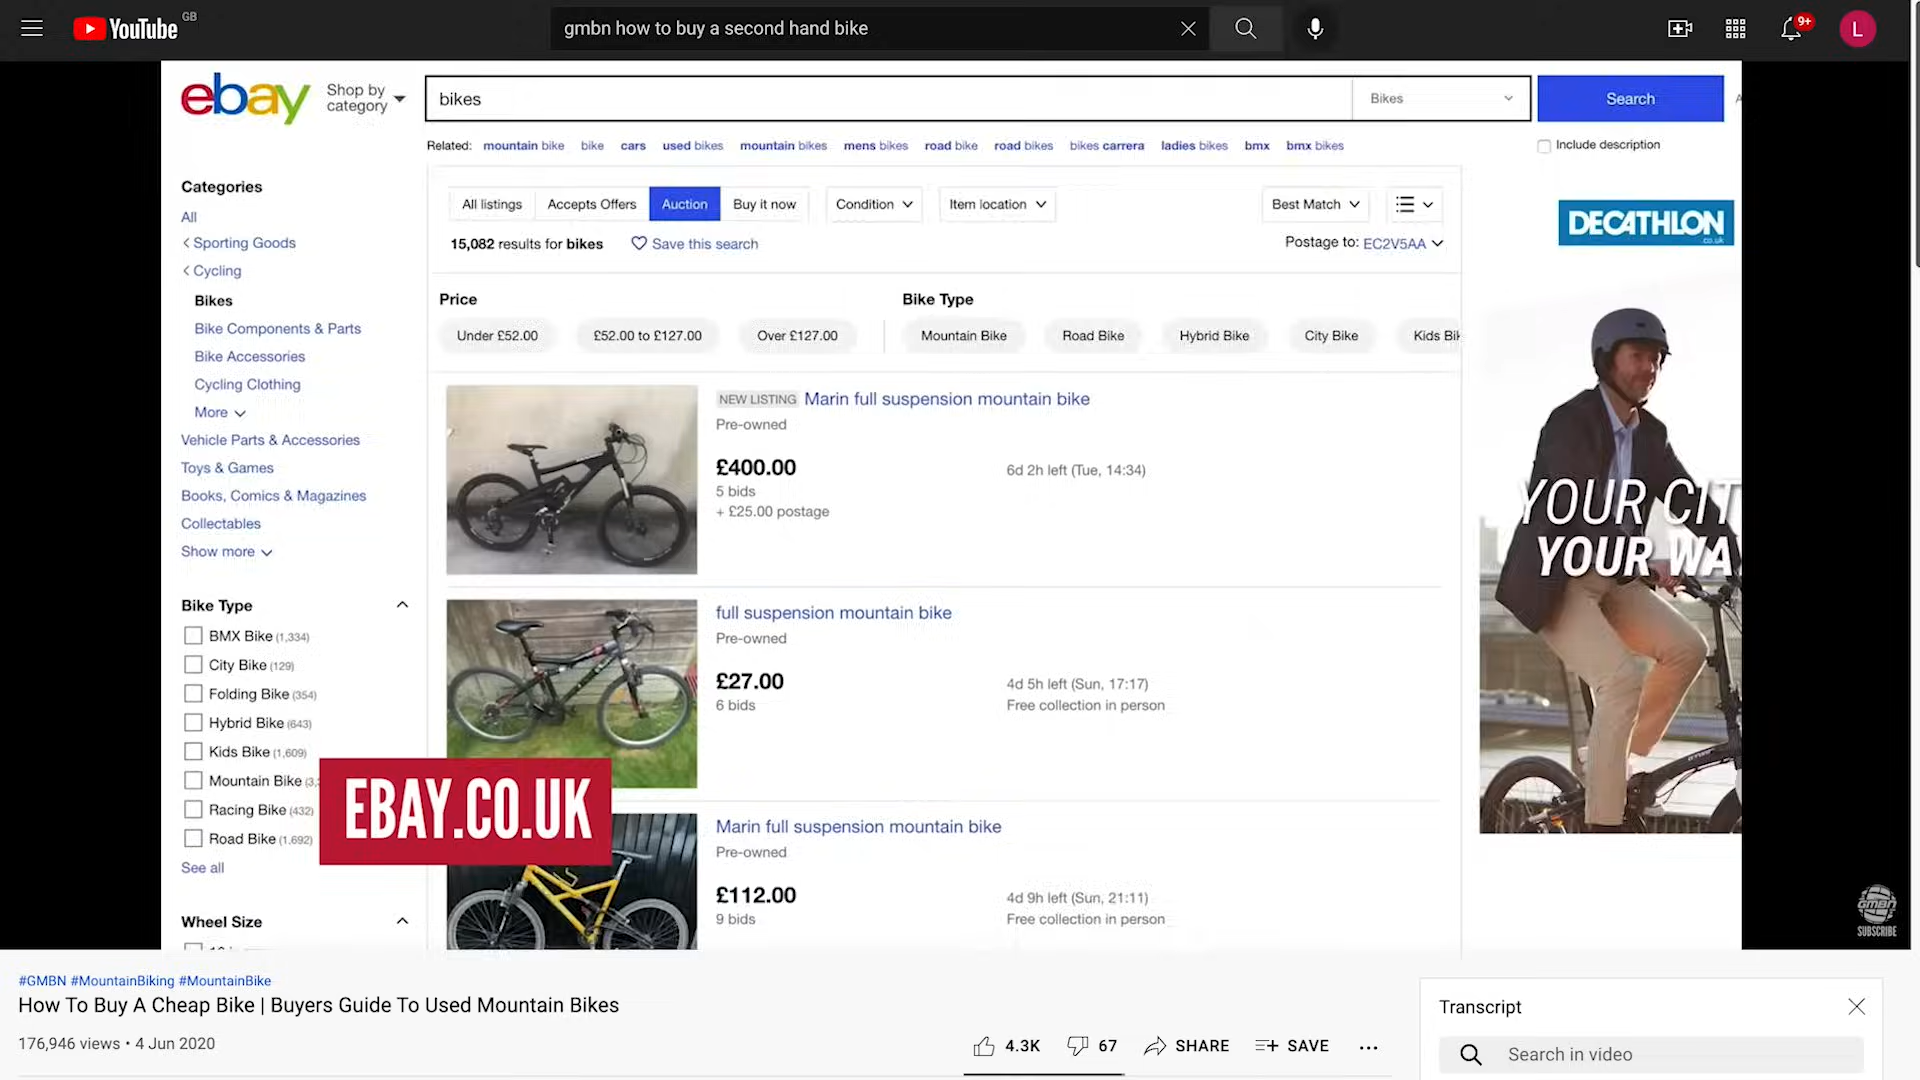 YouTube GB
gmbn how to buy a second hand bike
9+
L
ebay
Shop by
category
bikes
Bikes
Search
Related: mountain bike bike cars used bikes mountain bikes mens bikes road bike road bikes bikes carrera ladies bikes bmx bmx bikes
Include description
Categories
All
Sporting Goods
Cycling
Bikes
Bike Components & Parts
Bike Accessories
Cycling Clothing
More
Vehicle Parts & Accessories
Toys & Games
Books, Comics & Magazines
Collectables
Show more
Bike Type
BMX Bike (1,334)
City Bike (129)
Folding Bike (354)
Hybrid Bike (643)
Kids Bike (1,609)
Mountain Bike (3,
Racing Bike (432)
Road Bike (1,692)
See all
Wheel Size
All listings Accepts Offers Auction Buy it now Condition Item location Best Match
15,082 results for bikes Save this search Postage to: EC2V5AA
Price
Under £52.00 £52.00 to £127.00 Over £127.00
Bike Type
Mountain Bike Road Bike Hybrid Bike City Bike Kids Bik
NEW LISTING Marin full suspension mountain bike
Pre-owned
£400.00 6d 2h left (Tue, 14:34)
5 bids
+ £25.00 postage
full suspension mountain bike
Pre-owned
£27.00 4d 5h left (Sun, 17:17)
6 bids Free collection in person
Marin full suspension mountain bike
Pre-owned
£112.00 4d 9h left (Sun, 21:11)
9 bids Free collection in person
EBAY.CO.UK
DECATHLON
.co.uk
YOUR CIT
YOUR WA
GMBN
SUBSCRIBE
#GMBN #MountainBiking #MountainBike
How To Buy A Cheap Bike | Buyers Guide To Used Mountain Bikes
176,946 views • 4 Jun 2020
4.3K 67 SHARE SAVE
Transcript
Search in video